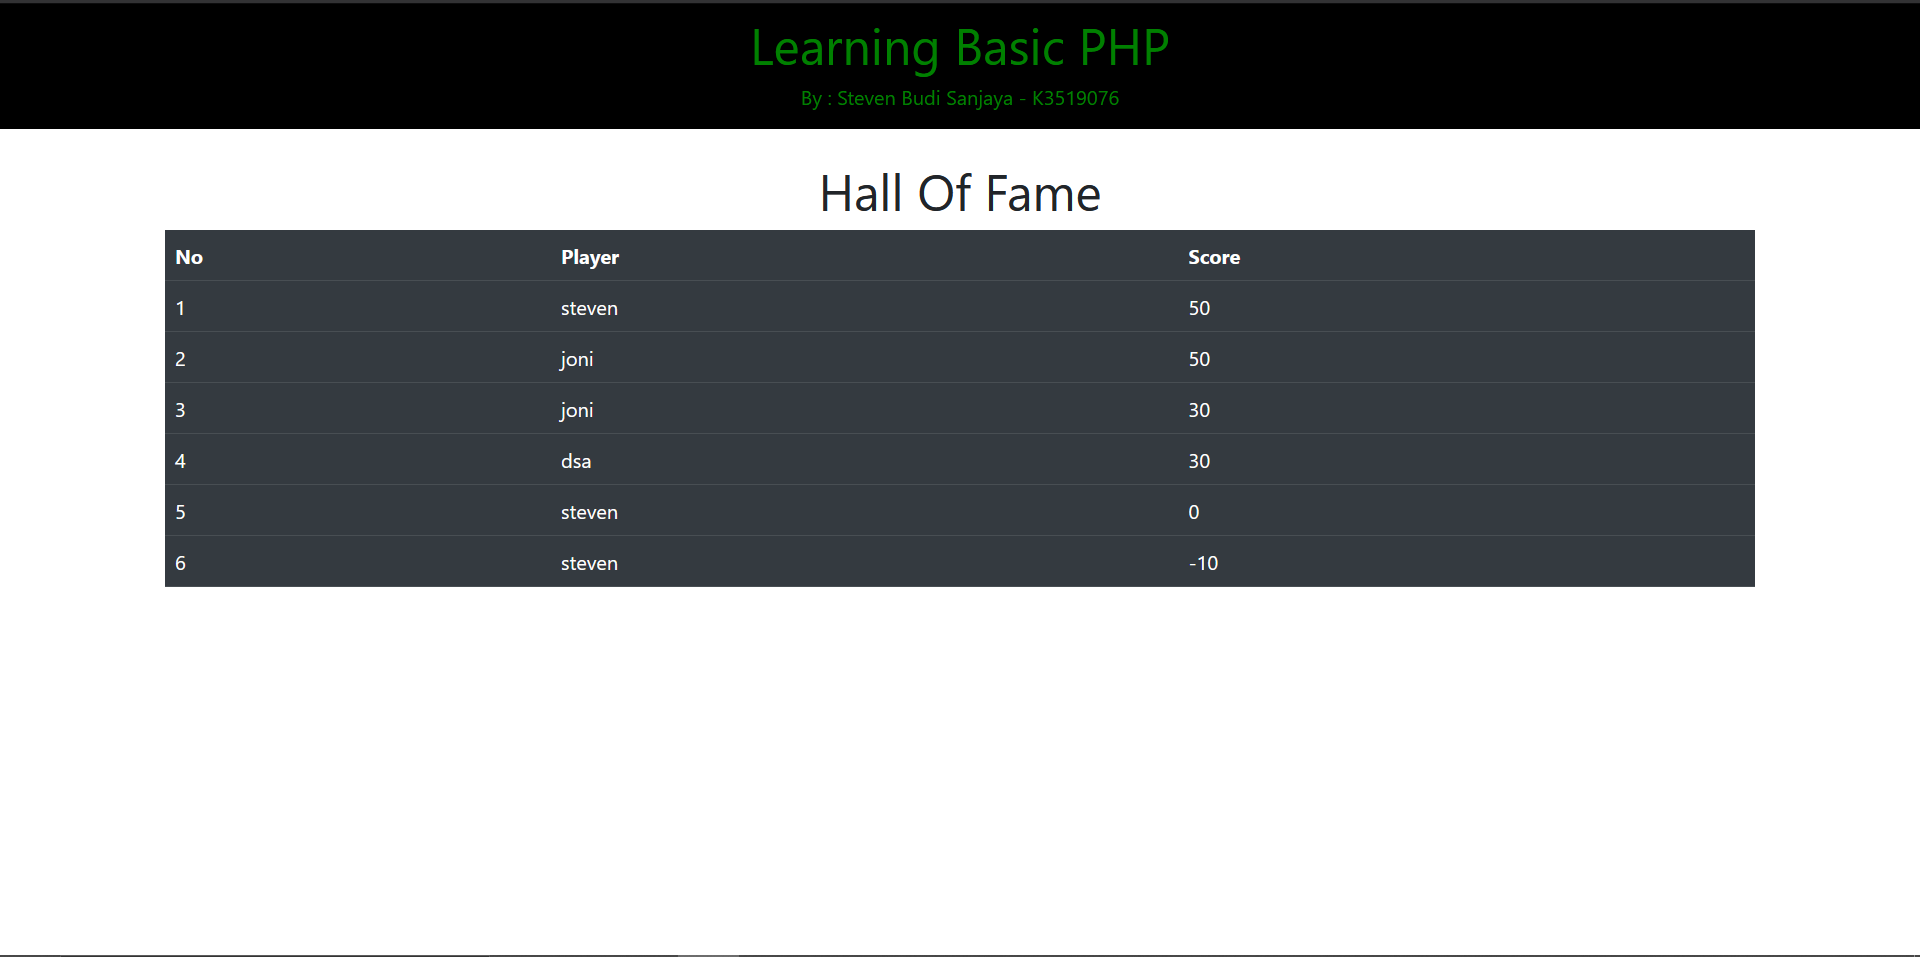 Learning Basic PHP
By : Steven Budi Sanjaya - K3519076
Hall Of Fame
No Player Score
1 steven 50
2 joni 50
3 joni 30
4 dsa 30
5 steven 0
6 steven -10